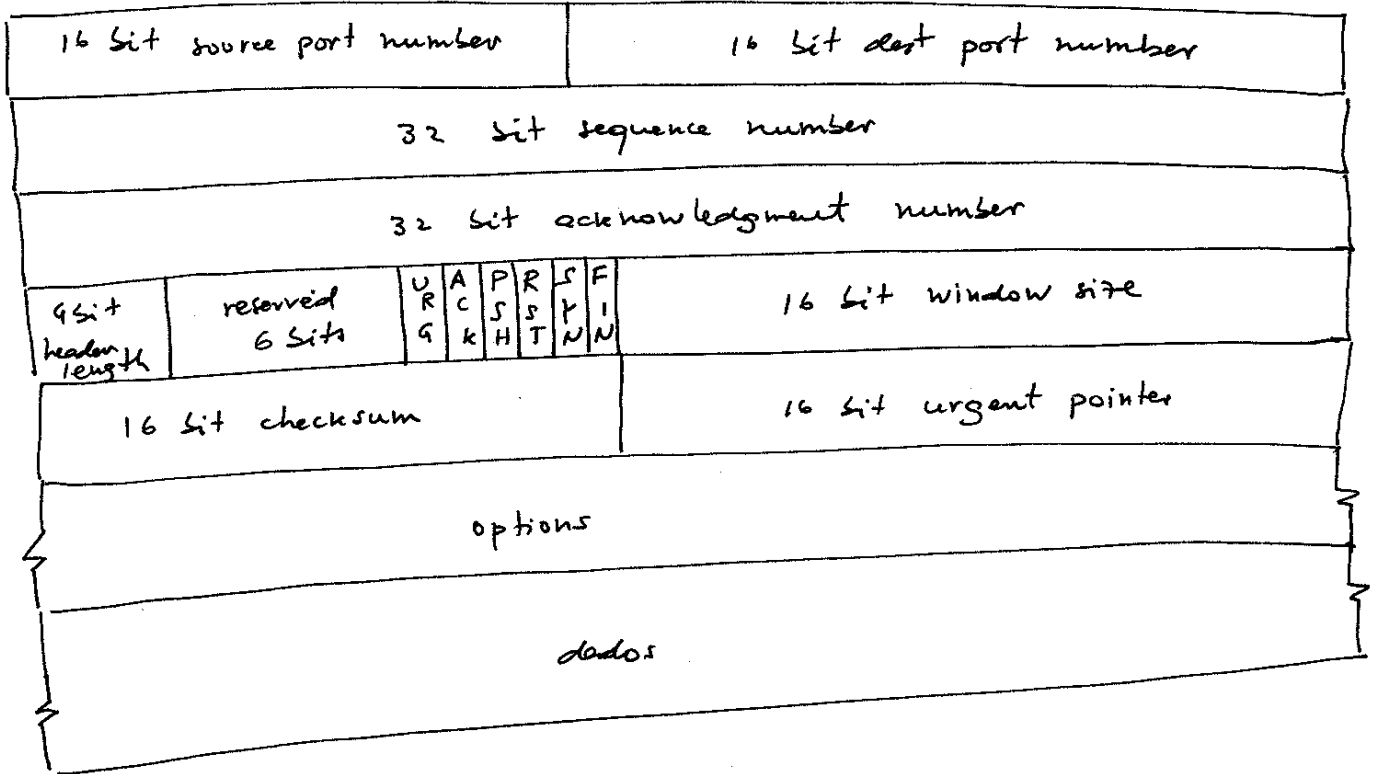 16 bit source port number
16 bit dest port number
32 bit sequence number
32 bit acknowledgment number
4 bit
header
length
reserved
6 bits
URG
ACK
PSH
RST
SYN
FIN
16 bit window size
16 bit checksum
16 bit urgent pointer
options
dados